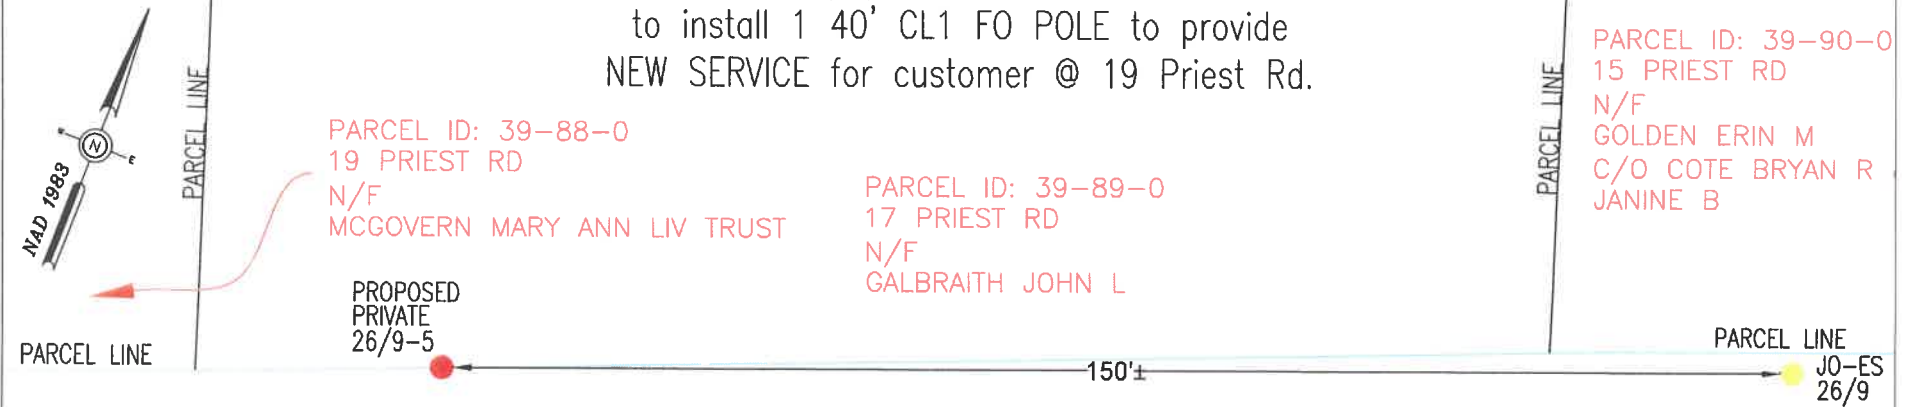 to install 1 40' CL1 FO POLE to provide
NEW SERVICE for customer @ 19 Priest Rd.
N
E
NAD 1983
PARCEL LINE
PARCEL ID: 39-88-0
19 PRIEST RD
N/F
MCGOVERN MARY ANN LIV TRUST
PARCEL ID: 39-89-0
17 PRIEST RD
N/F
GALBRAITH JOHN L
PARCEL LINE
PARCEL ID: 39-90-0
15 PRIEST RD
N/F
GOLDEN ERIN M
C/O COTE BRYAN R
JANINE B
PARCEL LINE
PROPOSED
PRIVATE
26/9-5
150'±
PARCEL LINE
JO-ES
26/9